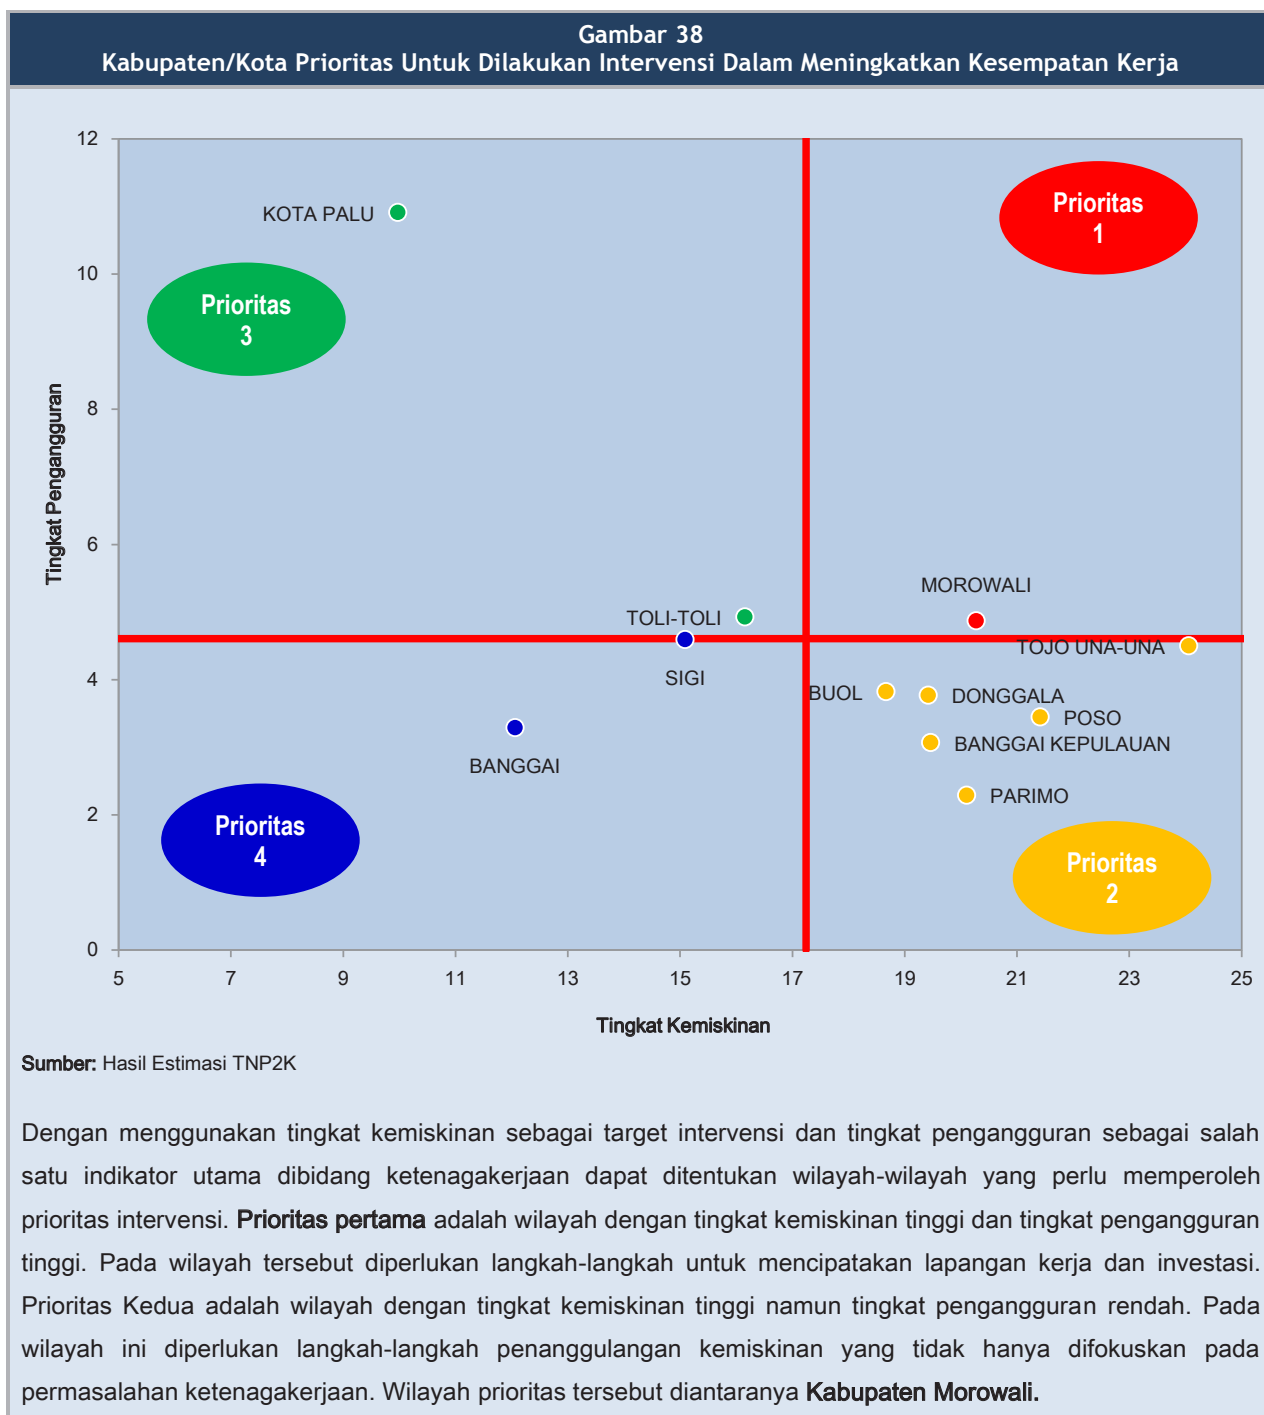 Gambar 38
Kabupaten/Kota Prioritas Untuk Dilakukan Intervensi Dalam Meningkatkan Kesempatan Kerja
12
10
8
6
4
2
0
Tingkat Pengangguran
KOTA PALU
Prioritas
1
Prioritas
3
MOROWALI
TOLI-TOLI
TOJO UNA-UNA
SIGI
BUOL
DONGGALA
POSO
BANGGAI KEPULAUAN
BANGGAI
PARIMO
Prioritas
4
Prioritas
2
5 7 9 11 13 15 17 19 21 23 25
Tingkat Kemiskinan
Sumber: Hasil Estimasi TNP2K
Dengan menggunakan tingkat kemiskinan sebagai target intervensi dan tingkat pengangguran sebagai salah
satu indikator utama dibidang ketenagakerjaan dapat ditentukan wilayah-wilayah yang perlu memperoleh
prioritas intervensi. Prioritas pertama adalah wilayah dengan tingkat kemiskinan tinggi dan tingkat pengangguran
tinggi. Pada wilayah tersebut diperlukan langkah-langkah untuk mencipatakan lapangan kerja dan investasi.
Prioritas Kedua adalah wilayah dengan tingkat kemiskinan tinggi namun tingkat pengangguran rendah. Pada
wilayah ini diperlukan langkah-langkah penanggulangan kemiskinan yang tidak hanya difokuskan pada
permasalahan ketenagakerjaan. Wilayah prioritas tersebut diantaranya Kabupaten Morowali.